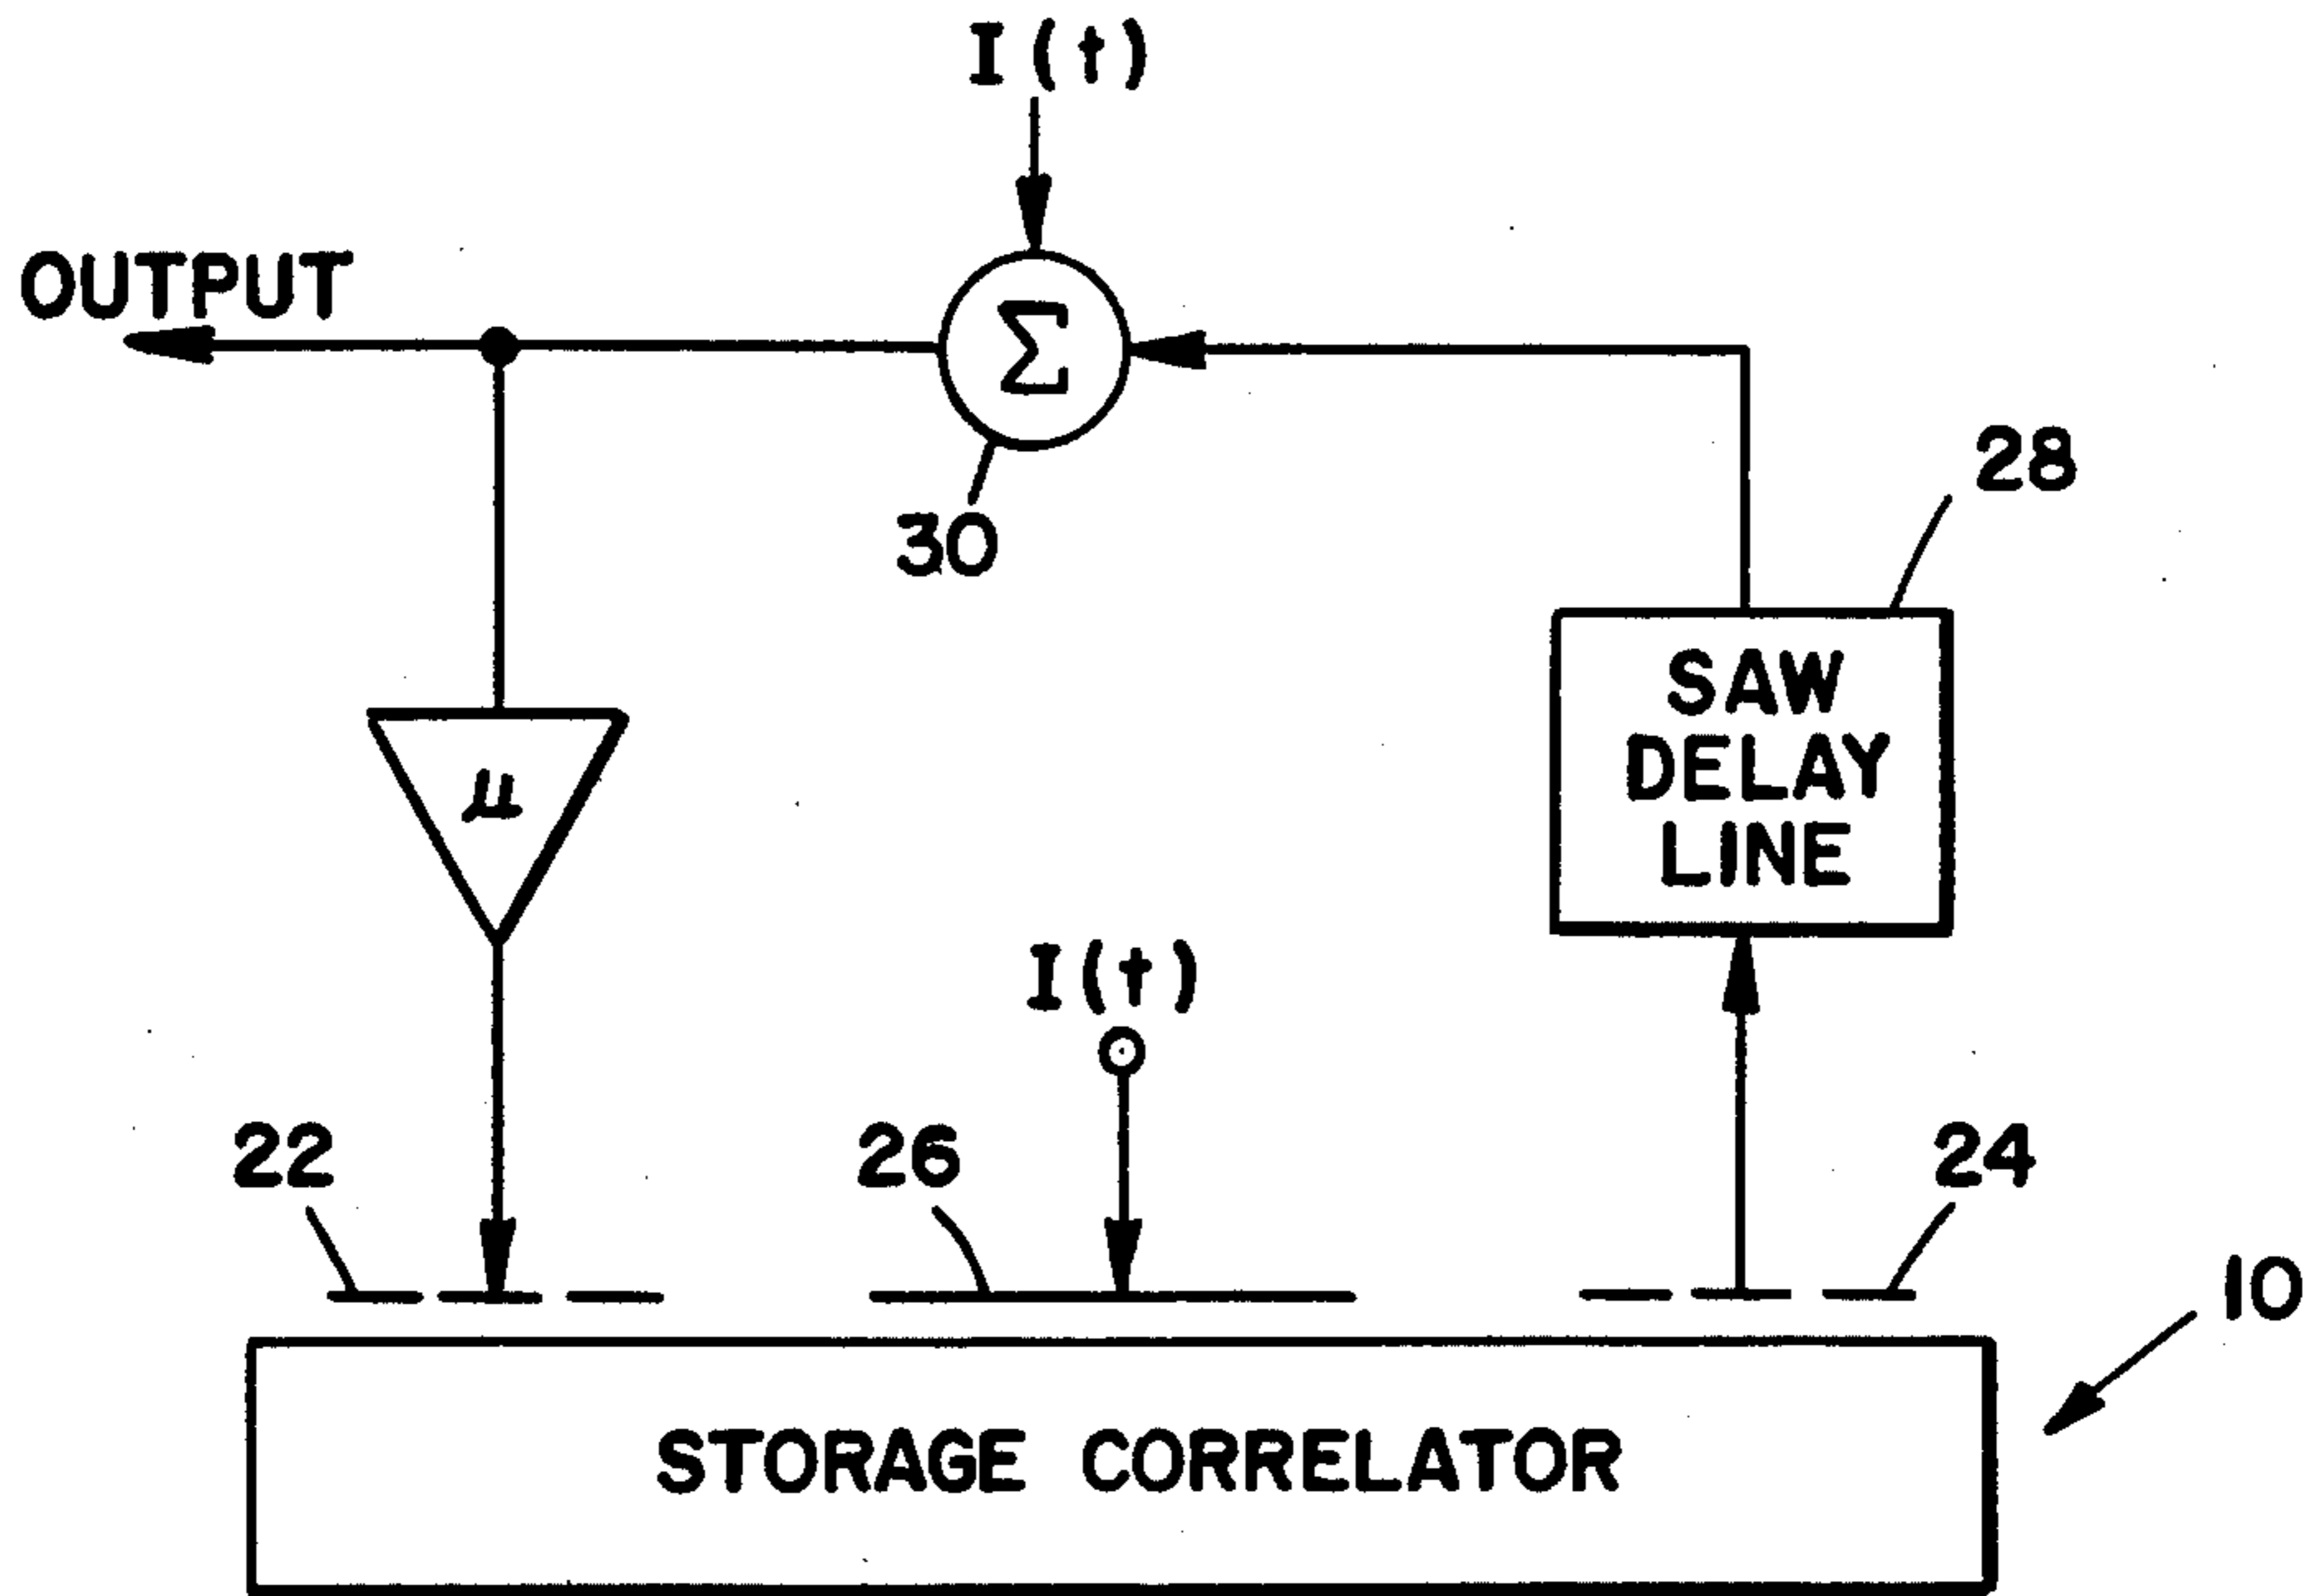 I(t)
OUTPUT
Σ
30
28
SAW
DELAY
LINE
μ
I(t)
22
26
24
10
STORAGE CORRELATOR